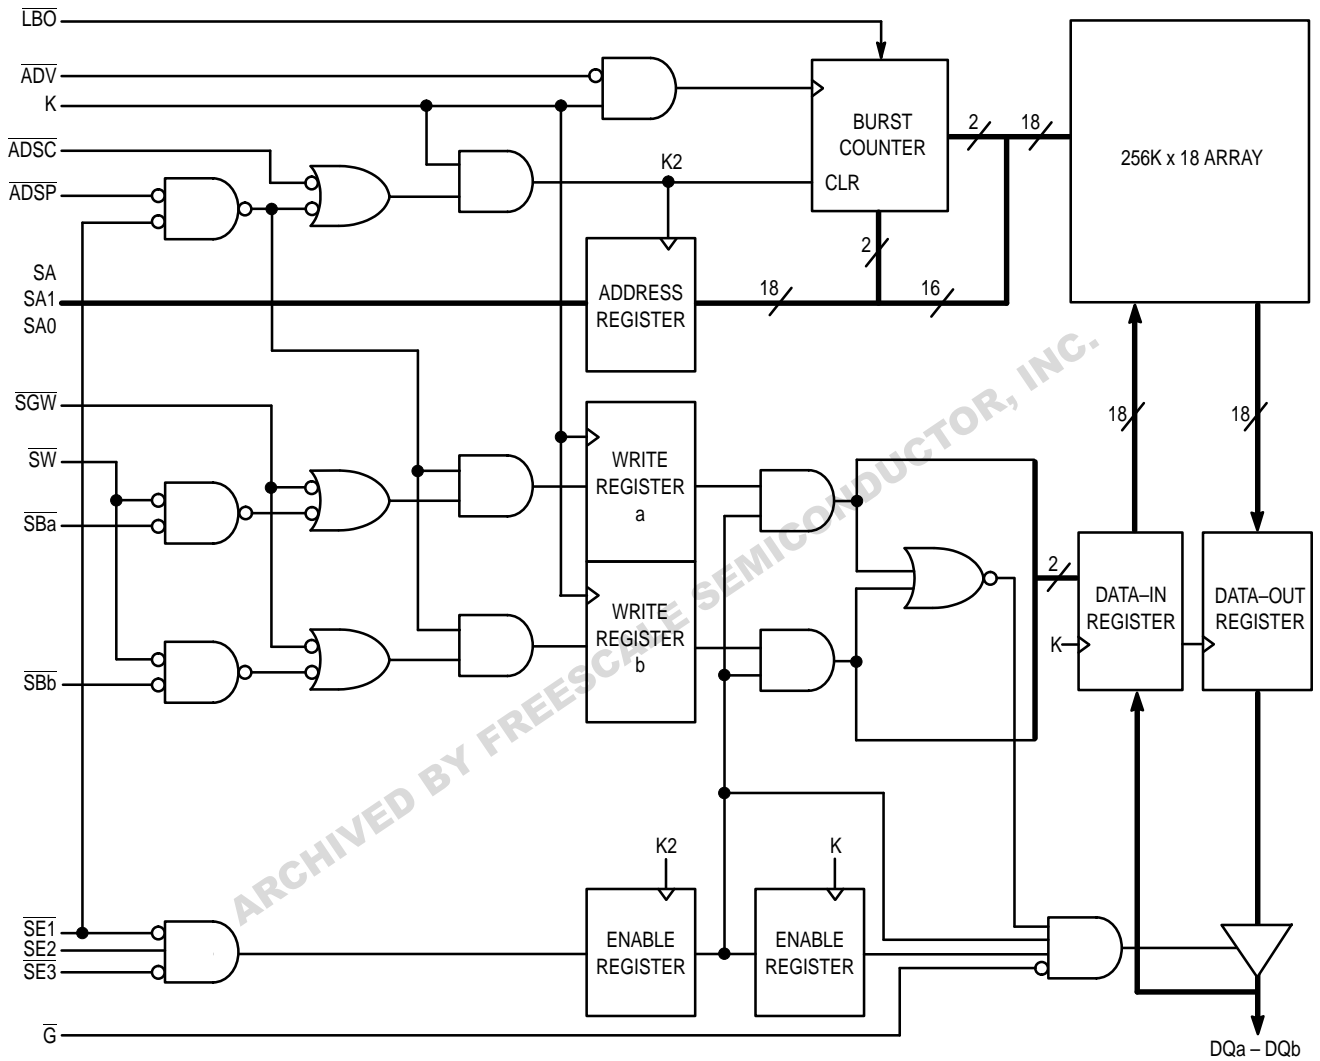 LBO
ADV
K
ADSC
ADSP
SA
SA1
SA0
SGW
SW
SBa
SBb
SE1
SE2
SE3
G
K2
BURST
COUNTER
CLR
2
18
256K x 18 ARRAY
2
ADDRESS
REGISTER
18
16
WRITE
REGISTER
a
WRITE
REGISTER
b
18
18
2
DATA–IN
REGISTER
K
DATA–OUT
REGISTER
K2
ENABLE
REGISTER
K
ENABLE
REGISTER
DQa – DQb
ARCHIVED BY FREESCALE SEMICONDUCTOR, INC.